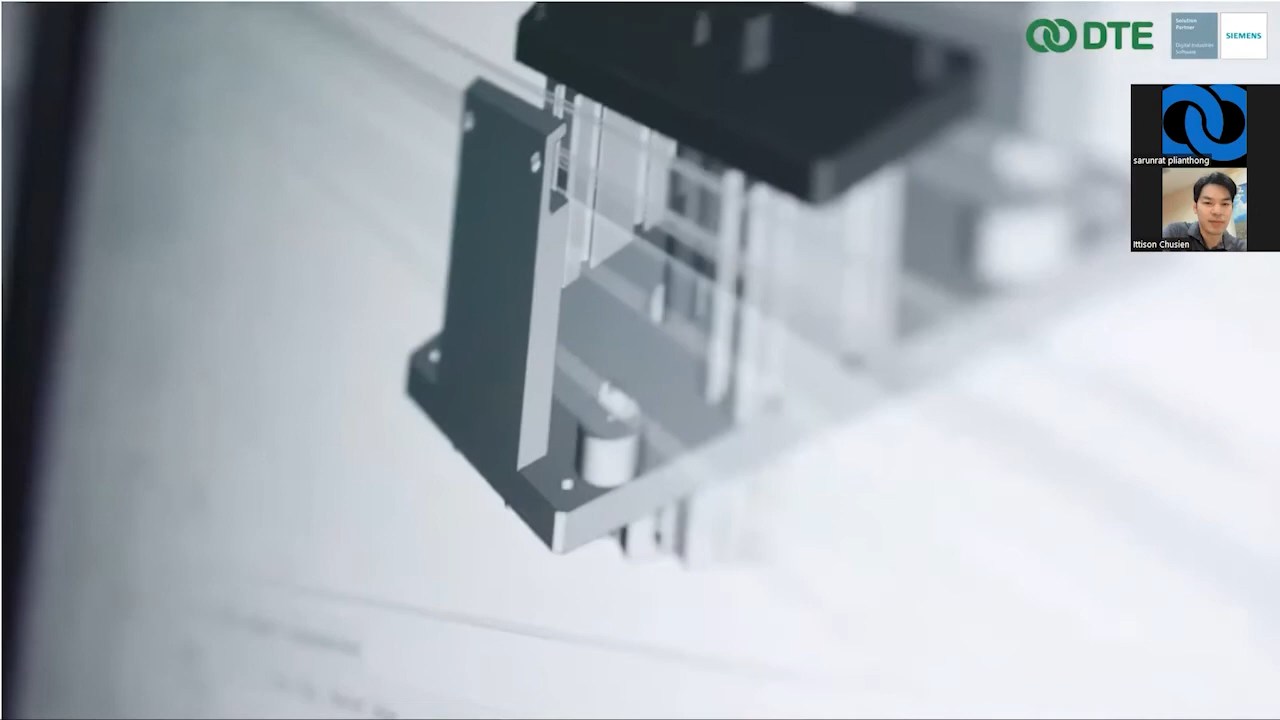 DTE
Solution
Partner
Digital Industries
Software
SIEMENS
sarunrat plianthong
Ittison Chusien